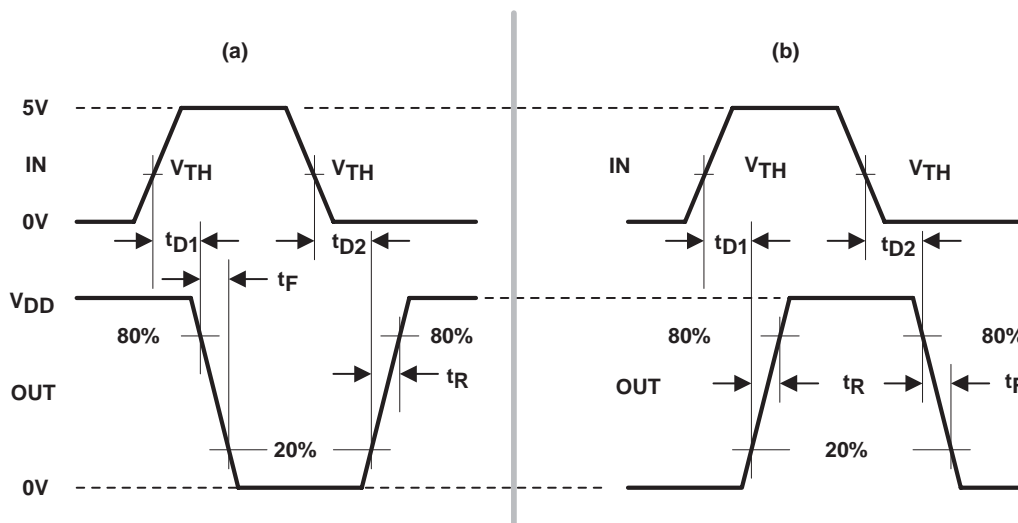 (a)
5V
IN
VTH
VTH
0V
tD1
tD2
tF
VDD
80%
80%
tR
OUT
20%
0V
(b)
IN
VTH
VTH
tD1
tD2
80%
80%
OUT
tR
20%